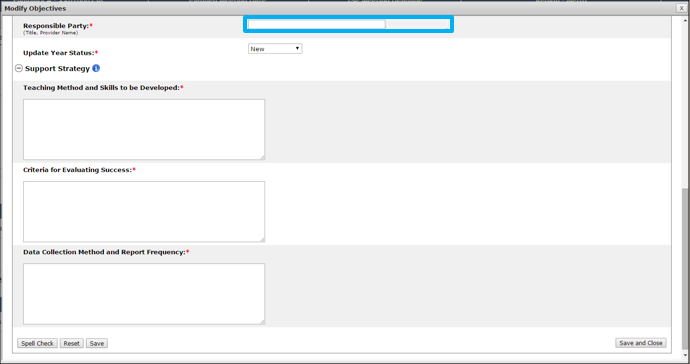 Modify Objectives
X
Responsible Party:*
(Title, Provider Name)
Update Year Status:*
New
Support Strategy
Teaching Method and Skills to be Developed:*
Criteria for Evaluating Success:*
Data Collection Method and Report Frequency:*
Spell Check Reset Save Save and Close